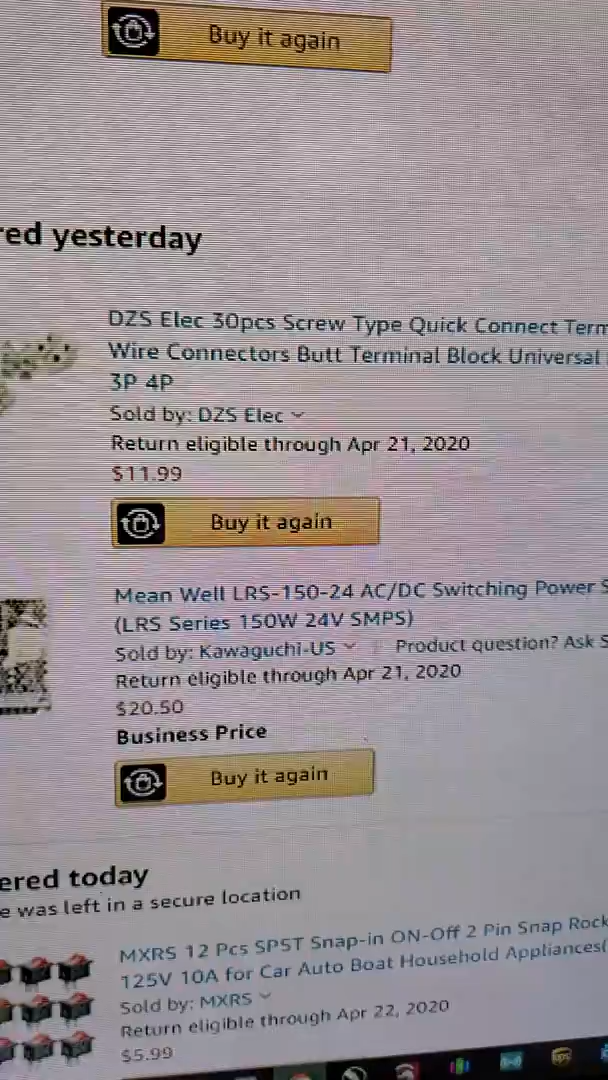 Buy it again
red yesterday
DZS Elec 30pcs Screw Type Quick Connect Term
Wire Connectors Butt Terminal Block Universal
3P 4P
Sold by: DZS Elec
Return eligible through Apr 21, 2020
$11.99
Buy it again
Mean Well LRS-150-24 AC/DC Switching Power S
(LRS Series 150W 24V SMPS)
Sold by: Kawaguchi-US Product question? Ask S
Return eligible through Apr 21, 2020
$20.50
Business Price
Buy it again
ered today
e was left in a secure location
MXRS 12 Pcs SPST Snap-in ON-Off 2 Pin Snap Rock
125V 10A for Car Auto Boat Household Appliances(
Sold by: MXRS
Return eligible through Apr 22, 2020
$5.99
ups